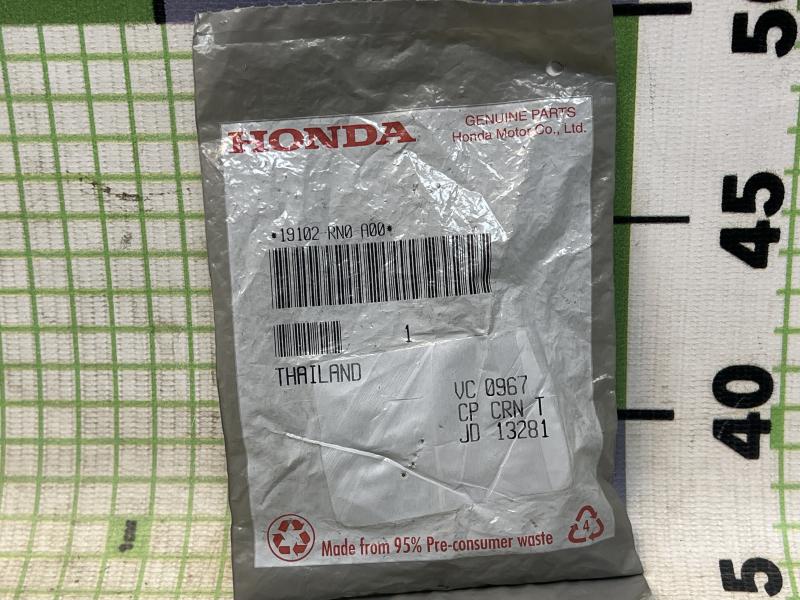 HONDA
GENUINE PARTS
Honda Motor Co., Ltd.
*19102 RN0 A00*
1
THAILAND
VC 0967
CP CRN T
JD 13281
Made from 95% Pre-consumer waste
4
50
45
40
5
1cm